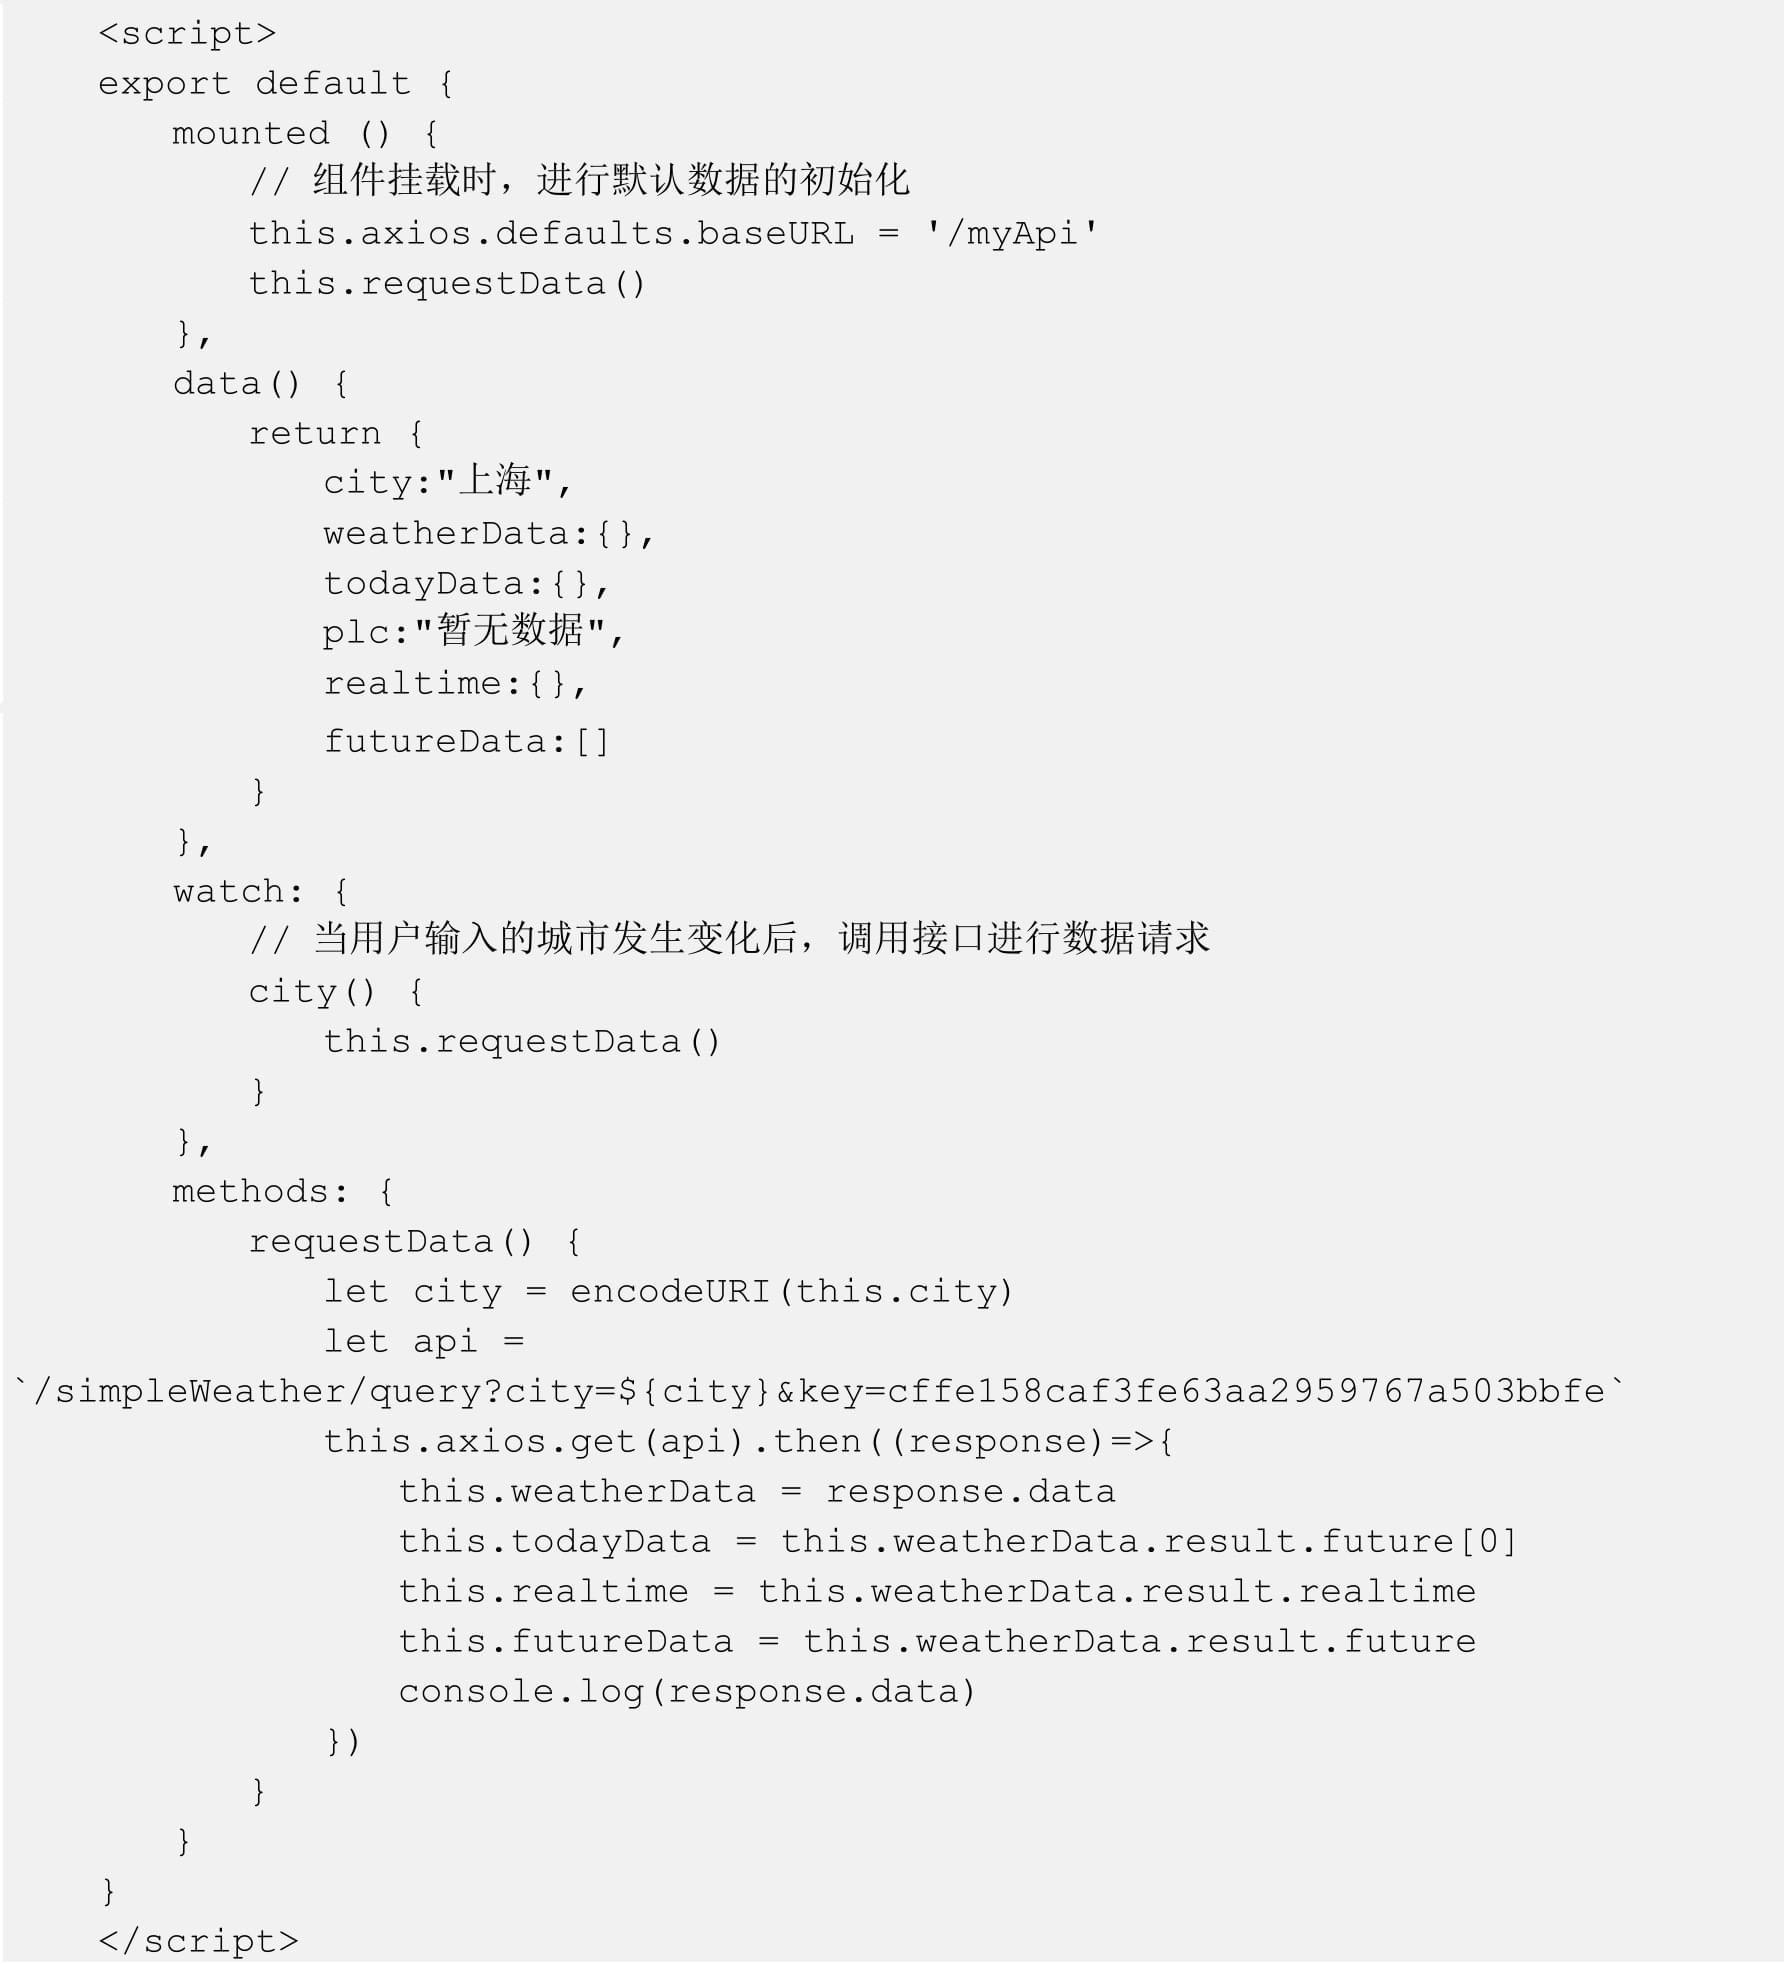 <script>
export default {
mounted () {
// 组件挂载时，进行默认数据的初始化
this.axios.defaults.baseURL = '/myApi'
this.requestData()
},
data() {
return {
city:"上海",
weatherData:{},
todayData:{},
plc:"暂无数据",
realtime:{},
futureData:[]
}
},
watch: {
// 当用户输入的城市发生变化后，调用接口进行数据请求
city() {
this.requestData()
}
},
methods: {
requestData() {
let city = encodeURI(this.city)
let api =
`/simpleWeather/query?city=${city}&key=cffe158caf3fe63aa2959767a503bbfe`
this.axios.get(api).then((response)=>{
this.weatherData = response.data
this.todayData = this.weatherData.result.future[0]
this.realtime = this.weatherData.result.realtime
this.futureData = this.weatherData.result.future
console.log(response.data)
})
}
}
}
</script>